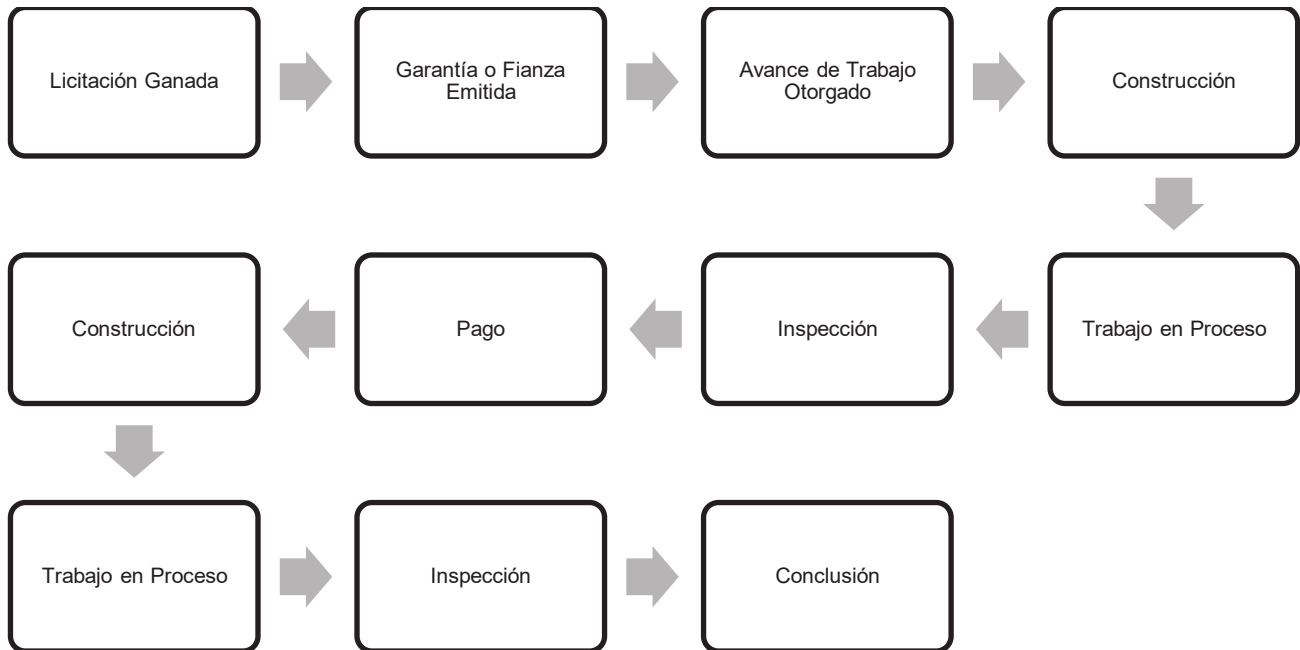 Licitación Ganada
Garantía o Fianza
Emitida
Avance de Trabajo
Otorgado
Construcción
Trabajo en Proceso
Inspección
Pago
Construcción
Trabajo en Proceso
Inspección
Conclusión